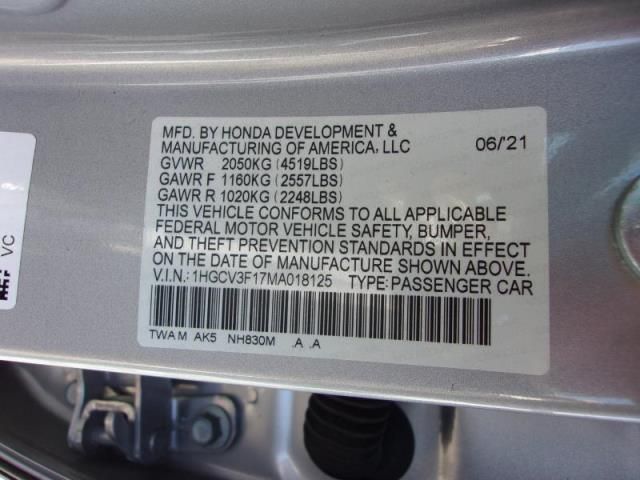 MFD. BY HONDA DEVELOPMENT &
MANUFACTURING OF AMERICA, LLC 06/'21
GVWR 2050KG (4519LBS)
GAWR F 1160KG (2557LBS)
GAWR R 1020KG (2248LBS)
THIS VEHICLE CONFORMS TO ALL APPLICABLE
FEDERAL MOTOR VEHICLE SAFETY, BUMPER,
AND THEFT PREVENTION STANDARDS IN EFFECT
ON THE DATE OF MANUFACTURE SHOWN ABOVE.
V.I.N.: 1HGCV3F17MA018125 TYPE: PASSENGER CAR
TWA M AK5 NH830M .A .A
VC